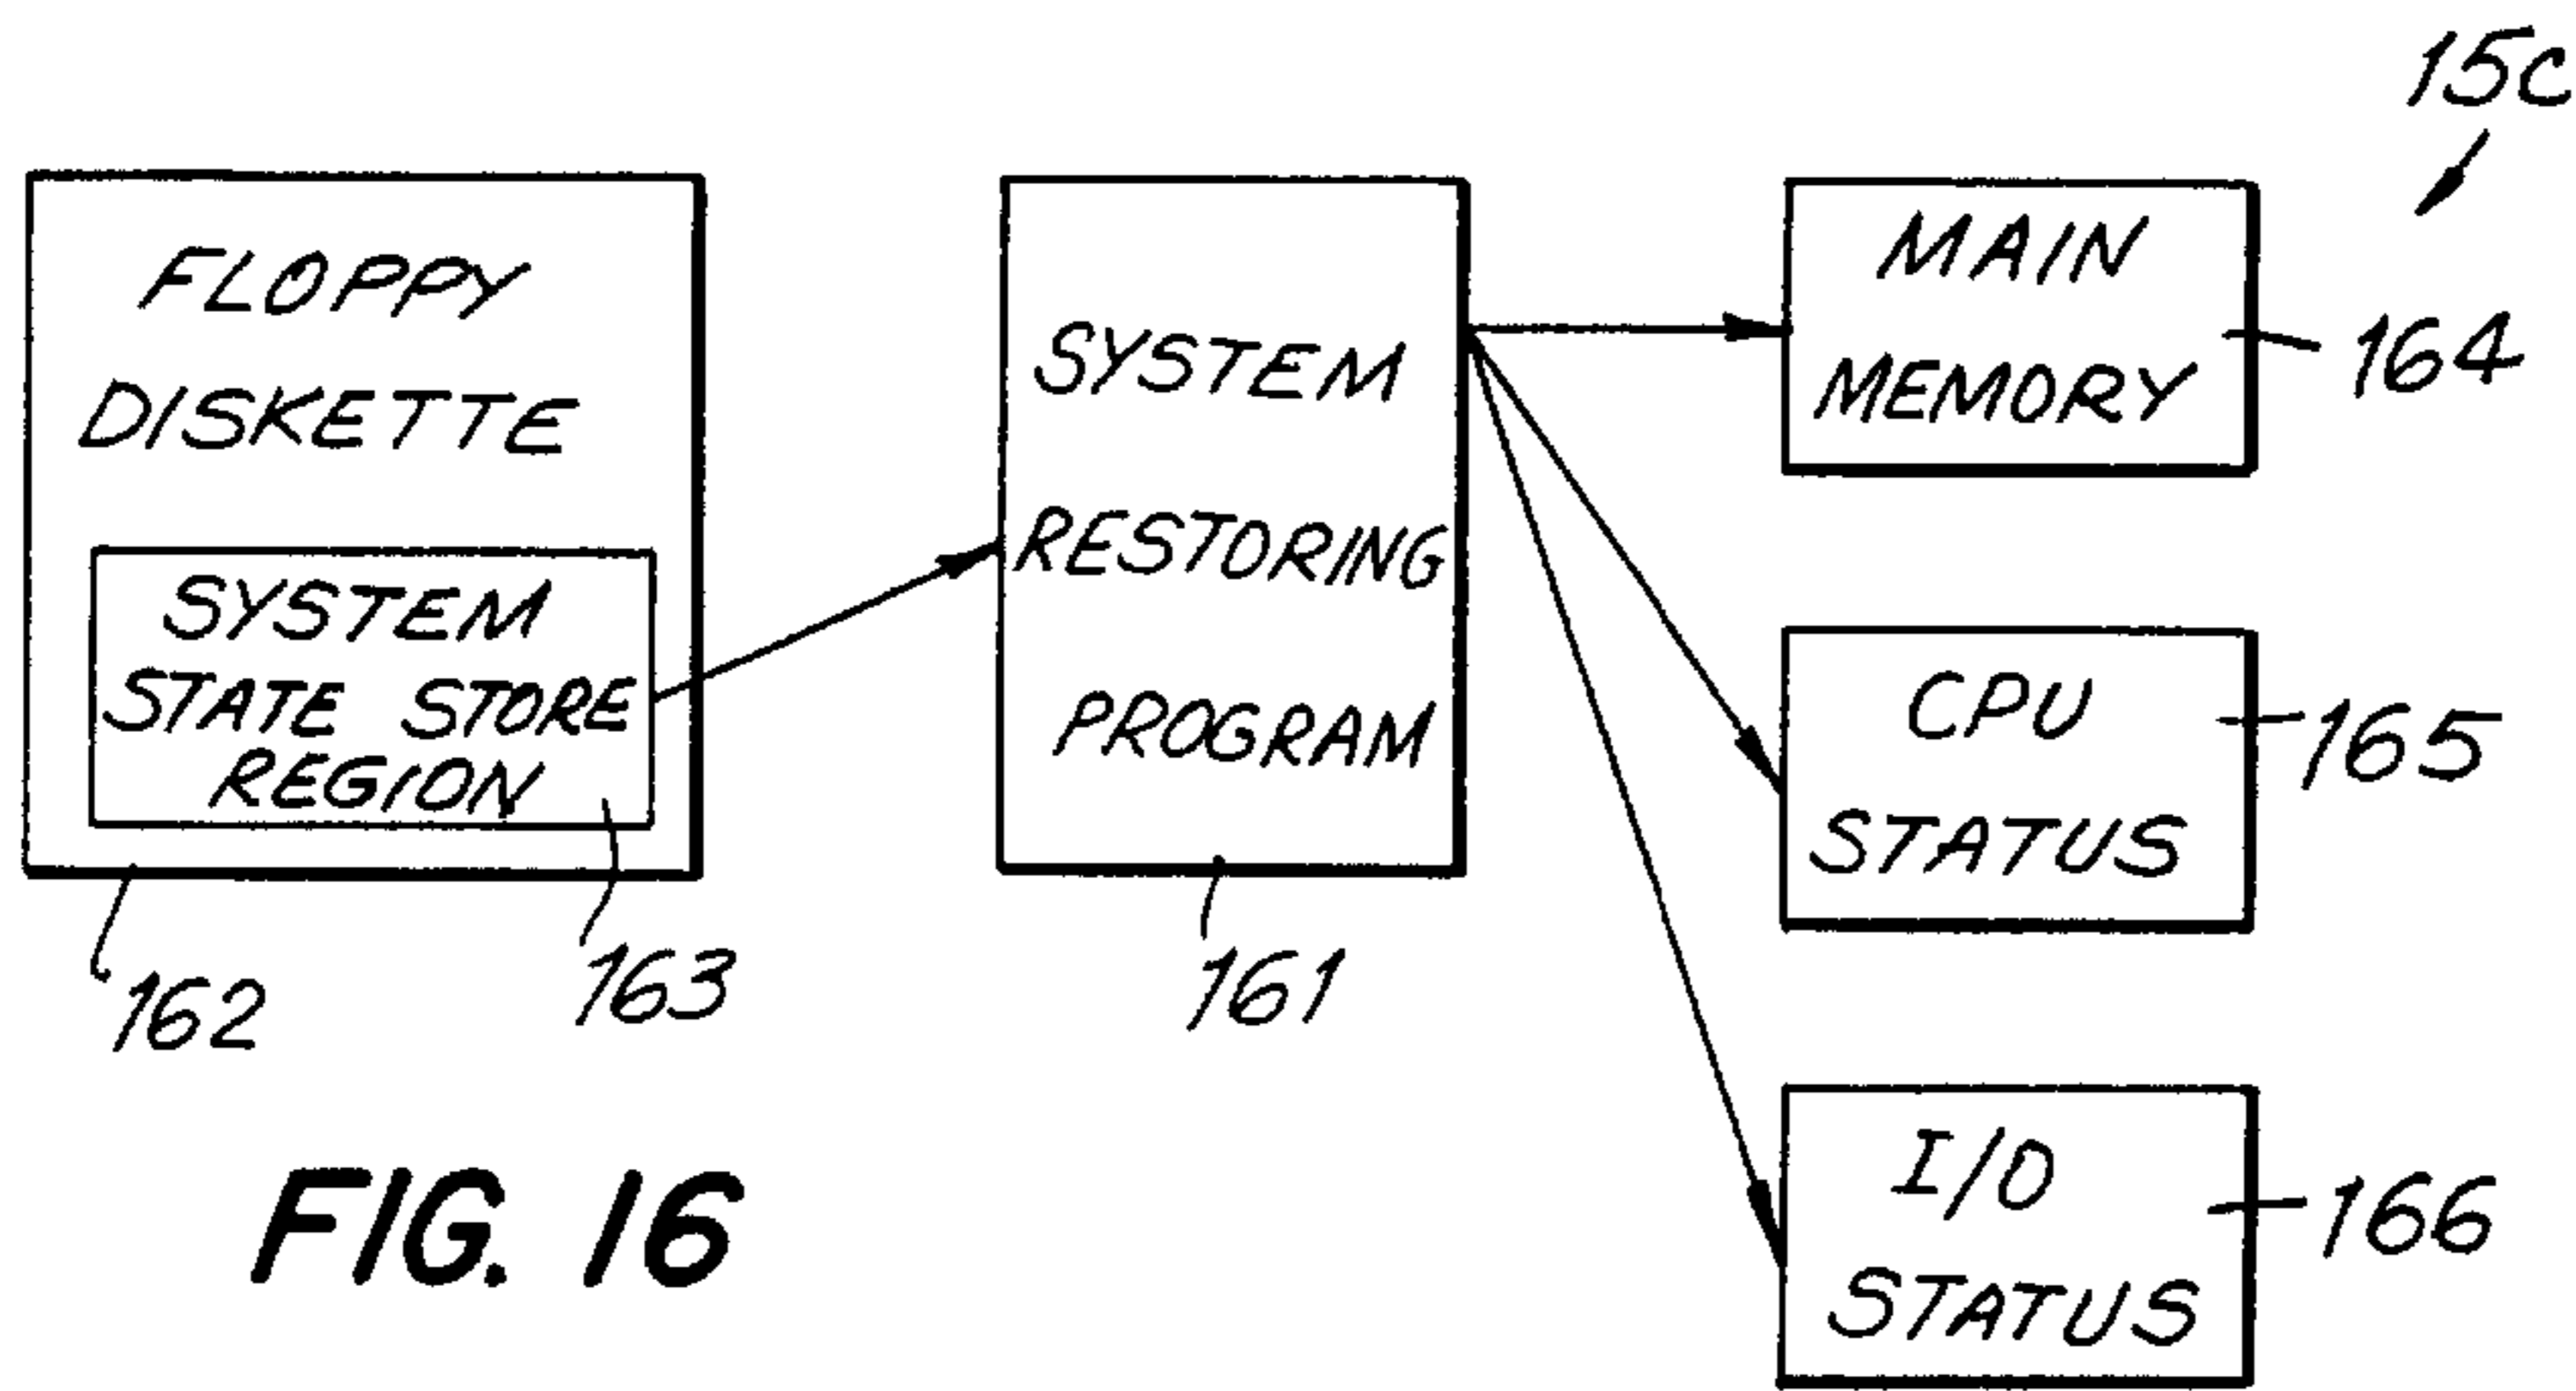 15C
FLOPPY
DISKETTE
SYSTEM
STATE STORE
REGION
162
163
SYSTEM
RESTORING
PROGRAM
161
MAIN
MEMORY
164
CPU
STATUS
165
I/O
STATUS
166
FIG. 16